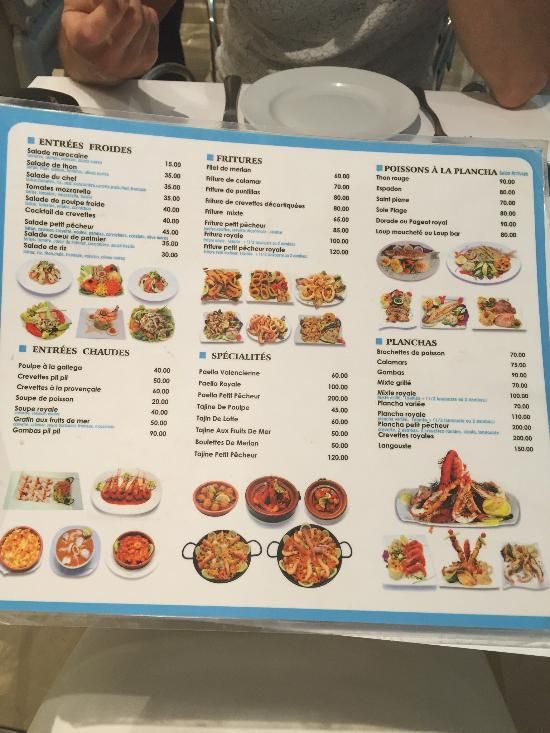 ENTRÉES FROIDES
Salade marocaine 15.00
Salade de thon 35.00
Salade du chef 35.00
Tomates mozzarella 35.00
Salade de poulpe froide 40.00
Cocktail de crevettes 40.00
Salade petit pêcheur 45.00
Salade coeur de palmier 35.00
Salade de riz 30.00
ENTRÉES CHAUDES
Poulpe à la gallega 40.00
Crevettes pil pil 50.00
Crevettes à la provençale 60.00
Soupe de poisson 20.00
Soupe royale 40.00
Gratin aux fruits de mer 50.00
Gambas pil pil 90.00
FRITURES
Filet de merlan 60.00
Friture de calamar 70.00
Friture de puntillas 80.00
Friture de crevettes décortiquées 80.00
Friture mixte 65.00
Friture petit pêcheur 85.00
Friture royale 100.00
Friture royale petit pêcheur 120.00
SPÉCIALITÉS
Paella Valencienne 60.00
Paella Royale 100.00
Paella Petit Pêcheur 200.00
Tajine De Poulpe 45.00
Tajin De Lotte 60.00
Tajine Aux Fruits De Mer 50.00
Boulettes De Merlan 50.00
Tajine Petit Pêcheur 120.00
POISSONS À LA PLANCHA
Thon rouge 90.00
Espadon 80.00
Saint pierre 70.00
Sole Plage 80.00
Dorade ou Pageot royal 90.00
Loup moucheté ou Loup bar 80.00
PLANCHAS
Brochettes de poisson 70.00
Calamars 75.00
Gambas 90.00
Mixte grillé 70.00
Mixte royale 100.00
Plancha variée 70.00
Plancha royale 110.00
Plancha petit pêcheur 200.00
Crevettes royales 200.00
Langouste 150.00